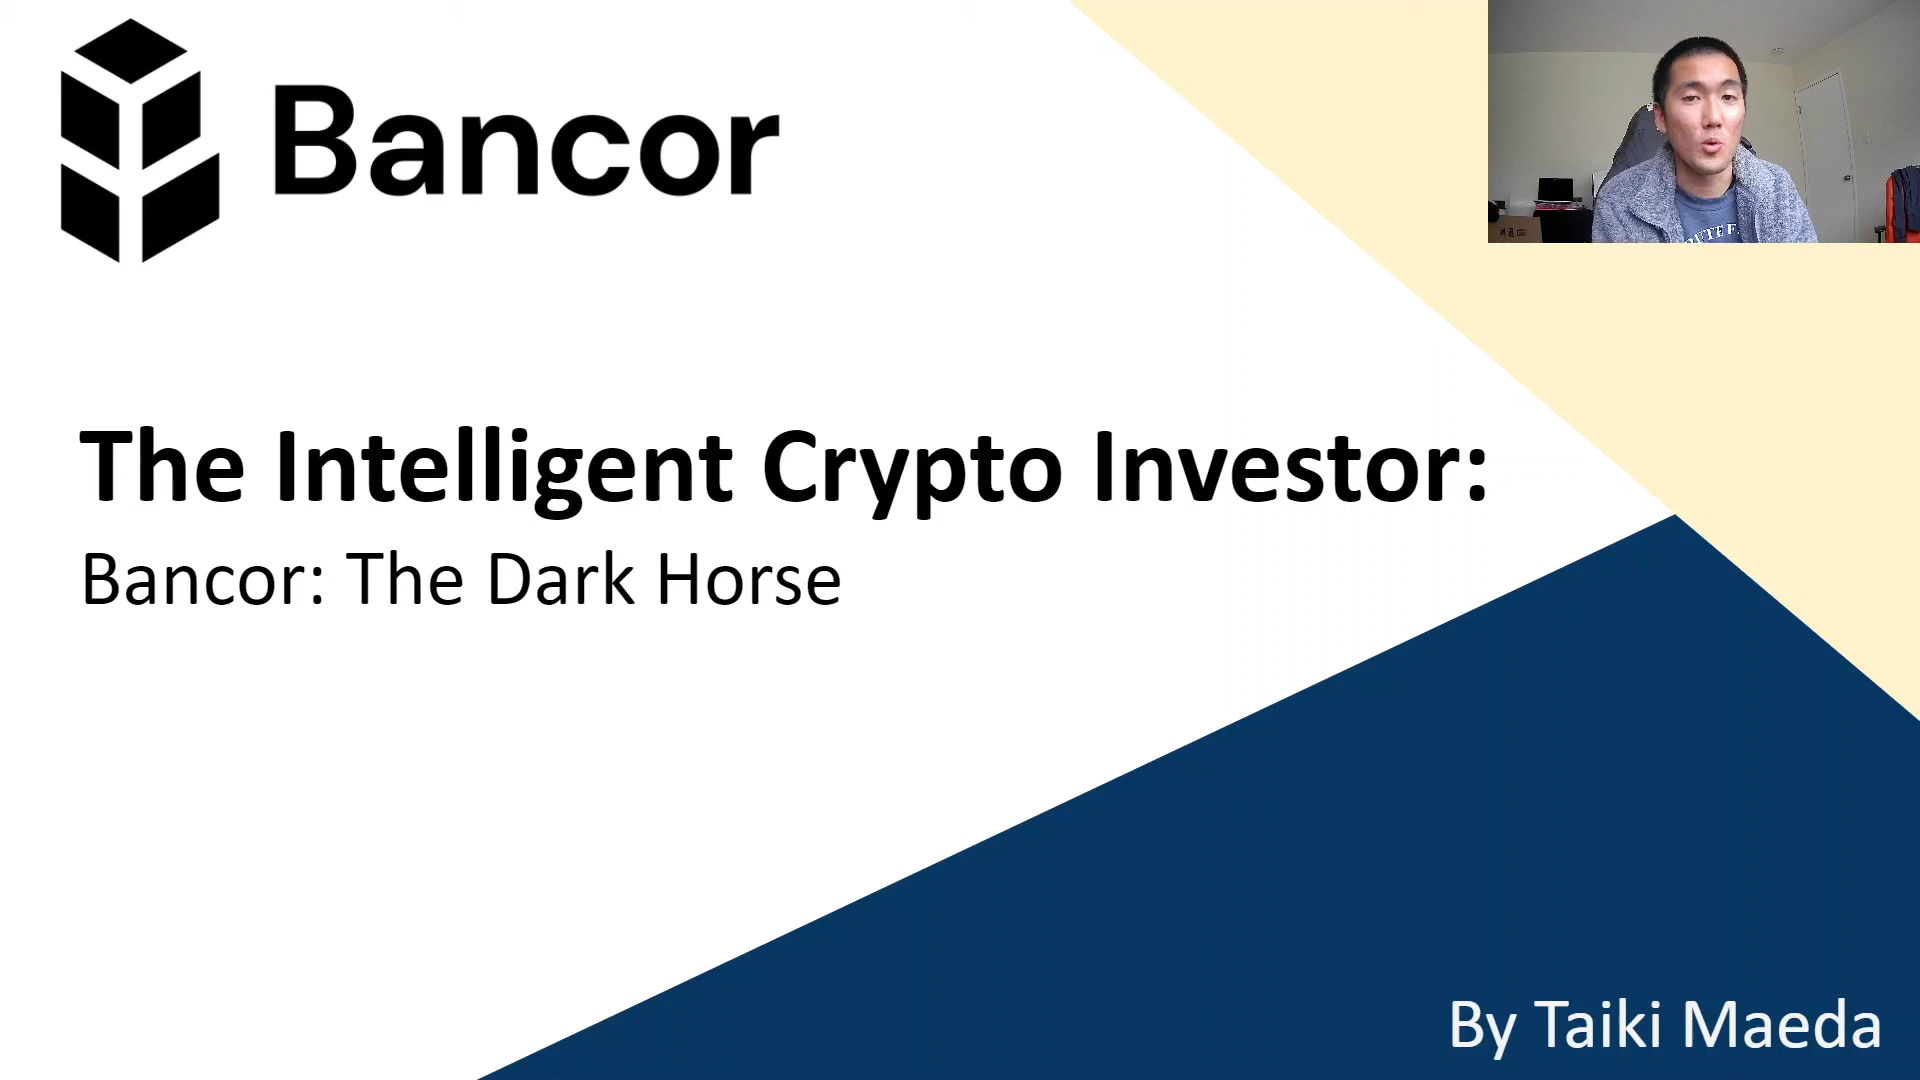 Bancor
The Intelligent Crypto Investor:
Bancor: The Dark Horse
By Taiki Maeda